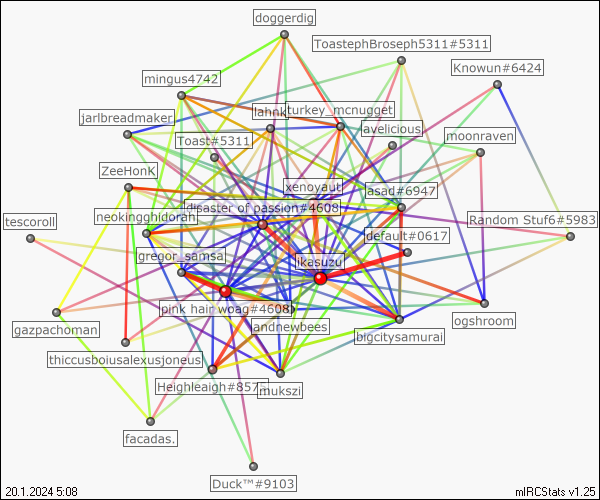 doggerdig
ToastephBroseph5311#5311
Knowun#6424
mingus4742
lahnk
turkey_mcnugget
jarlbreadmaker
avelicious
moonraven
Toast#5311
ZeeHonK
xenoyaut
asad#6947
disaster of passion#4608
neokingghidorah
tescoroll
Random Stuf6#5983
default#0617
gregor_samsa
ikasuzu
pink hair woag#4608
ogshroom
gazpachoman
andnewbees
bigcitysamurai
thiccusboiusalexusjoneus
Heighleigh#857
mukszi
facadas.
Duck™#9103
20.1.2024 5:08
mIRCStats v1.25